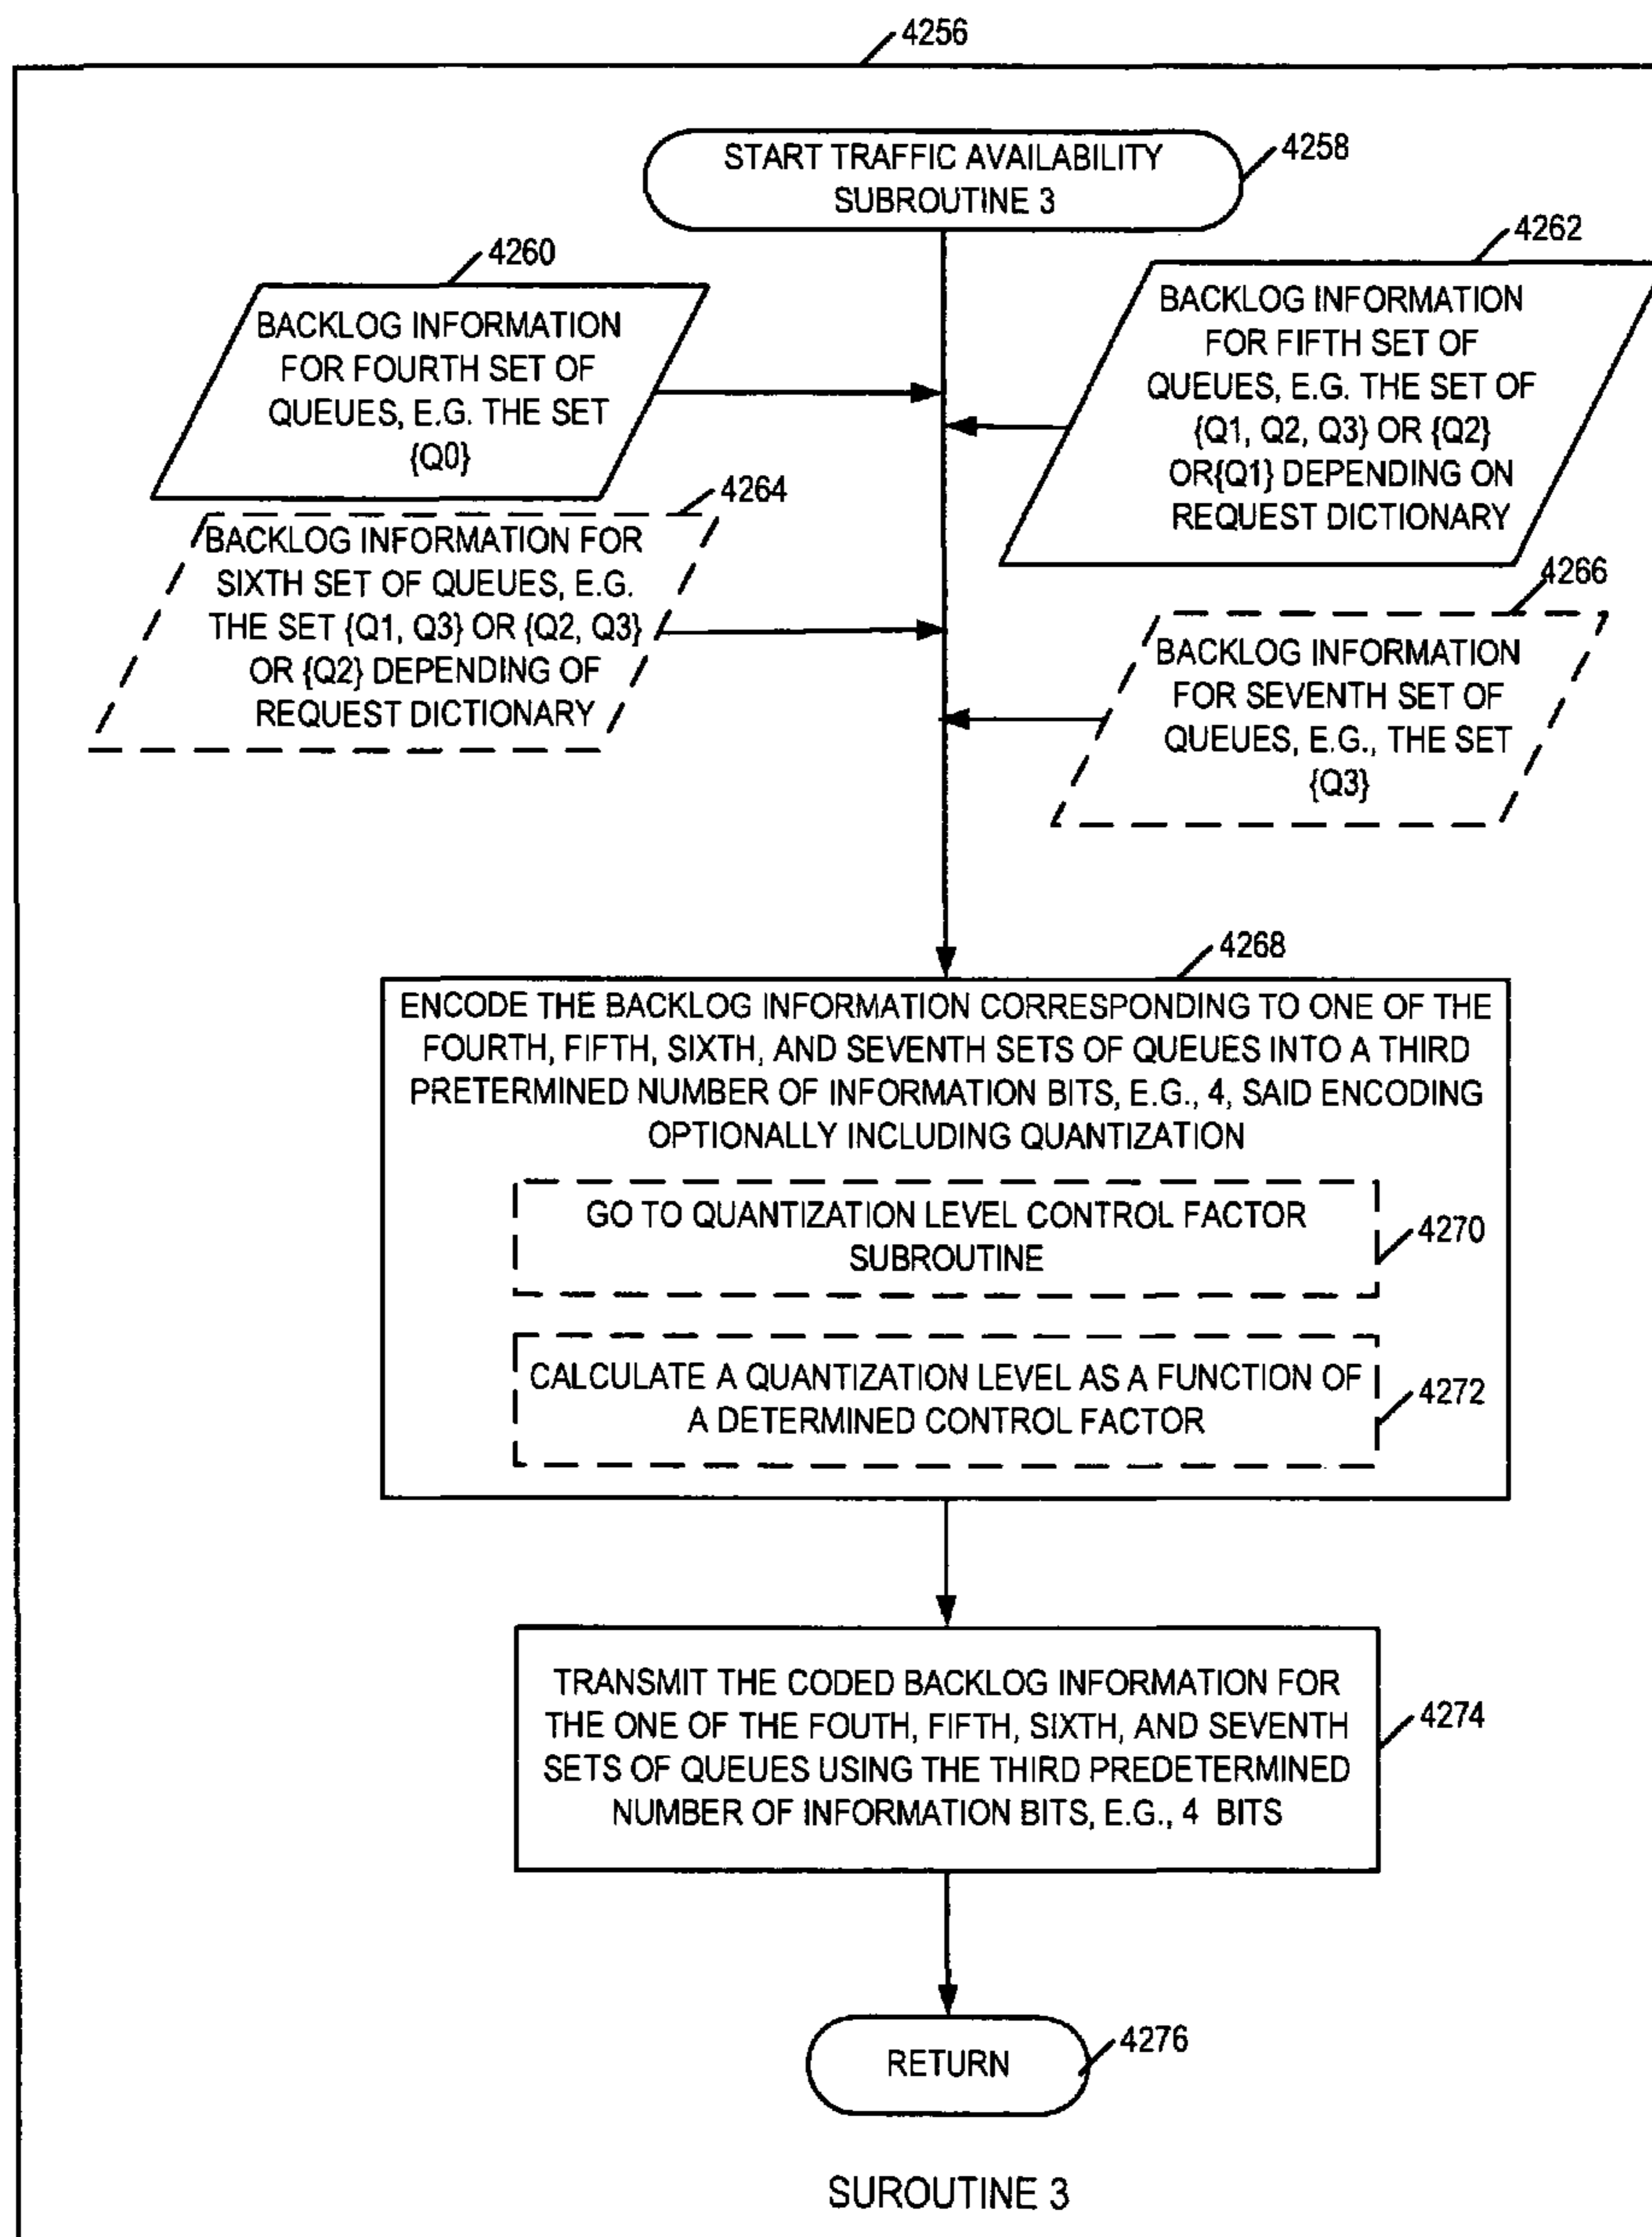 4256
START TRAFFIC AVAILABILITY
SUBROUTINE 3
4258
4260
BACKLOG INFORMATION
FOR FOURTH SET OF
QUEUES, E.G. THE SET
{Q0}
4262
BACKLOG INFORMATION
FOR FIFTH SET OF
QUEUES, E.G. THE SET OF
{Q1, Q2, Q3} OR {Q2}
OR{Q1} DEPENDING ON
REQUEST DICTIONARY
4264
BACKLOG INFORMATION FOR
SIXTH SET OF QUEUES, E.G.
THE SET {Q1, Q3} OR {Q2, Q3}
OR {Q2} DEPENDING OF
REQUEST DICTIONARY
4266
BACKLOG INFORMATION
FOR SEVENTH SET OF
QUEUES, E.G., THE SET
{Q3}
4268
ENCODE THE BACKLOG INFORMATION CORRESPONDING TO ONE OF THE
FOURTH, FIFTH, SIXTH, AND SEVENTH SETS OF QUEUES INTO A THIRD
PRETERMINED NUMBER OF INFORMATION BITS, E.G., 4, SAID ENCODING
OPTIONALLY INCLUDING QUANTIZATION
GO TO QUANTIZATION LEVEL CONTROL FACTOR
SUBROUTINE
4270
CALCULATE A QUANTIZATION LEVEL AS A FUNCTION OF
A DETERMINED CONTROL FACTOR
4272
TRANSMIT THE CODED BACKLOG INFORMATION FOR
THE ONE OF THE FOUTH, FIFTH, SIXTH, AND SEVENTH
SETS OF QUEUES USING THE THIRD PREDETERMINED
NUMBER OF INFORMATION BITS, E.G., 4 BITS
4274
RETURN
4276
SUROUTINE 3